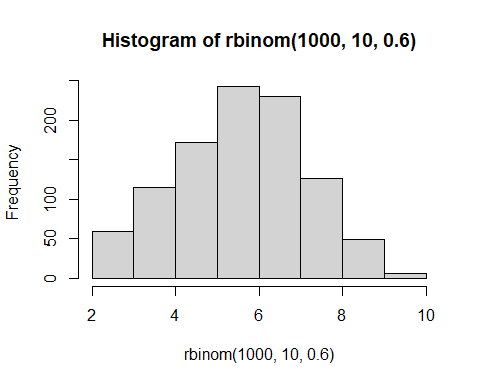 Histogram of rbinom(1000, 10, 0.6)
Frequency
200
100
50
0
2 4 6 8 10
rbinom(1000, 10, 0.6)